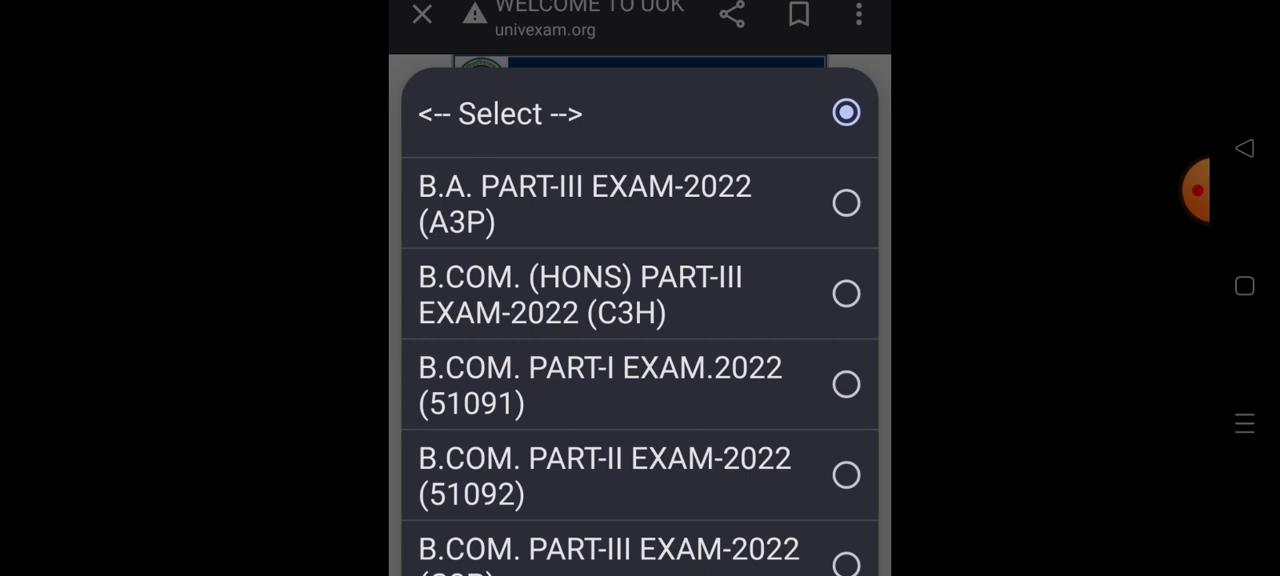 WELCOME TO UOK
univexam.org
<-- Select -->
B.A. PART-III EXAM-2022
(A3P)
B.COM. (HONS) PART-III
EXAM-2022 (C3H)
B.COM. PART-I EXAM.2022
(51091)
B.COM. PART-II EXAM-2022
(51092)
B.COM. PART-III EXAM-2022